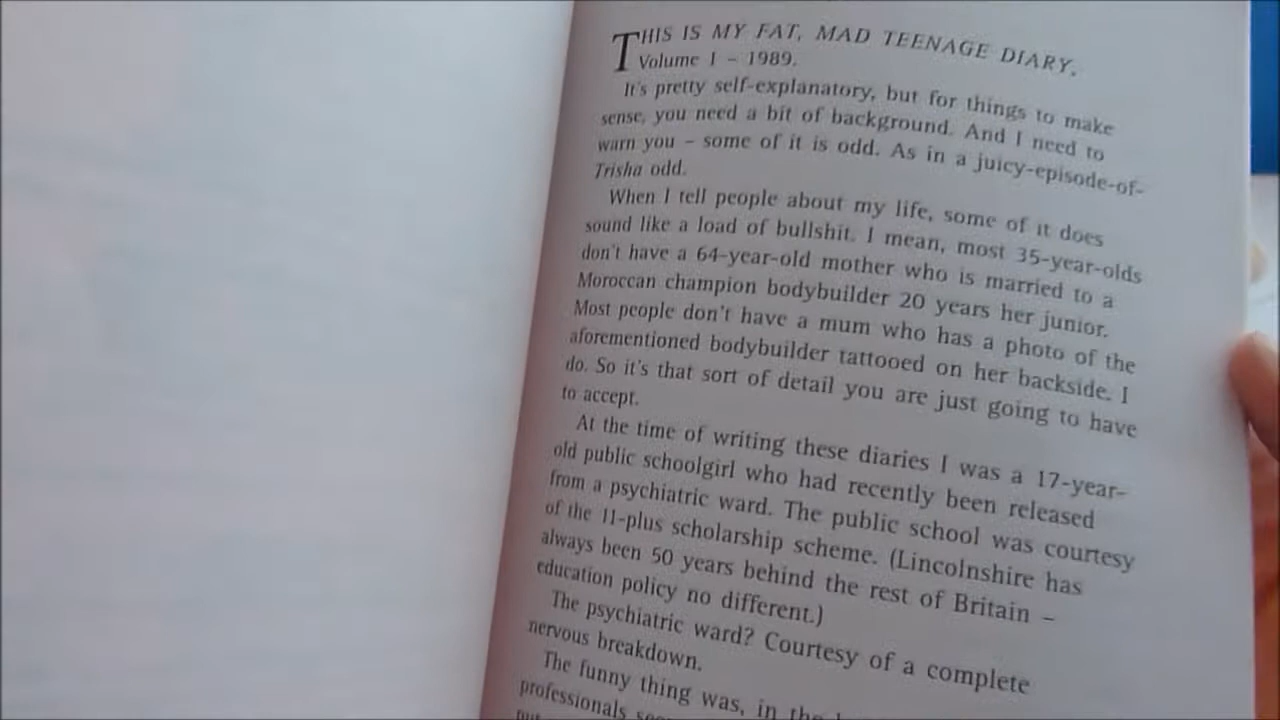 THIS IS MY FAT, MAD TEENAGE DIARY,
Volume 1 – 1989.
It's pretty self-explanatory, but for things to make
sense, you need a bit of background. And I need to
warn you – some of it is odd. As in a juicy-episode-of-
Trisha odd.
When I tell people about my life, some of it does
sound like a load of bullshit. I mean, most 35-year-olds
don't have a 64-year-old mother who is married to a
Moroccan champion bodybuilder 20 years her junior.
Most people don't have a mum who has a photo of the
aforementioned bodybuilder tattooed on her backside. I
do. So it's that sort of detail you are just going to have
to accept.
At the time of writing these diaries I was a 17-year-
old public schoolgirl who had recently been released
from a psychiatric ward. The public school was courtesy
of the 11-plus scholarship scheme. (Lincolnshire has
always been 50 years behind the rest of Britain –
education policy no different.)
The psychiatric ward? Courtesy of a complete
nervous breakdown.
The funny thing was, in the
professionals